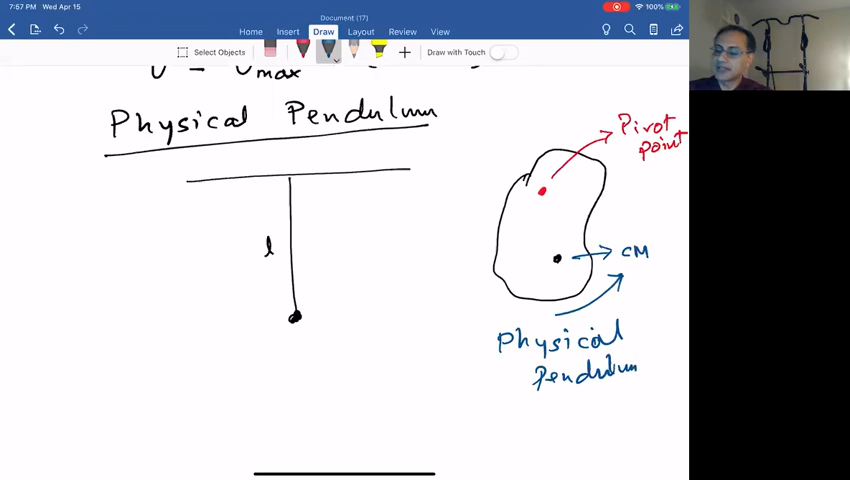 7:57 PM Wed Apr 15
100%
Document (17)
Home Insert Draw Layout Review View
Select Objects
Draw with Touch
Physical Pendulum
Pivot
point
l
CM
Physical
Pendulum